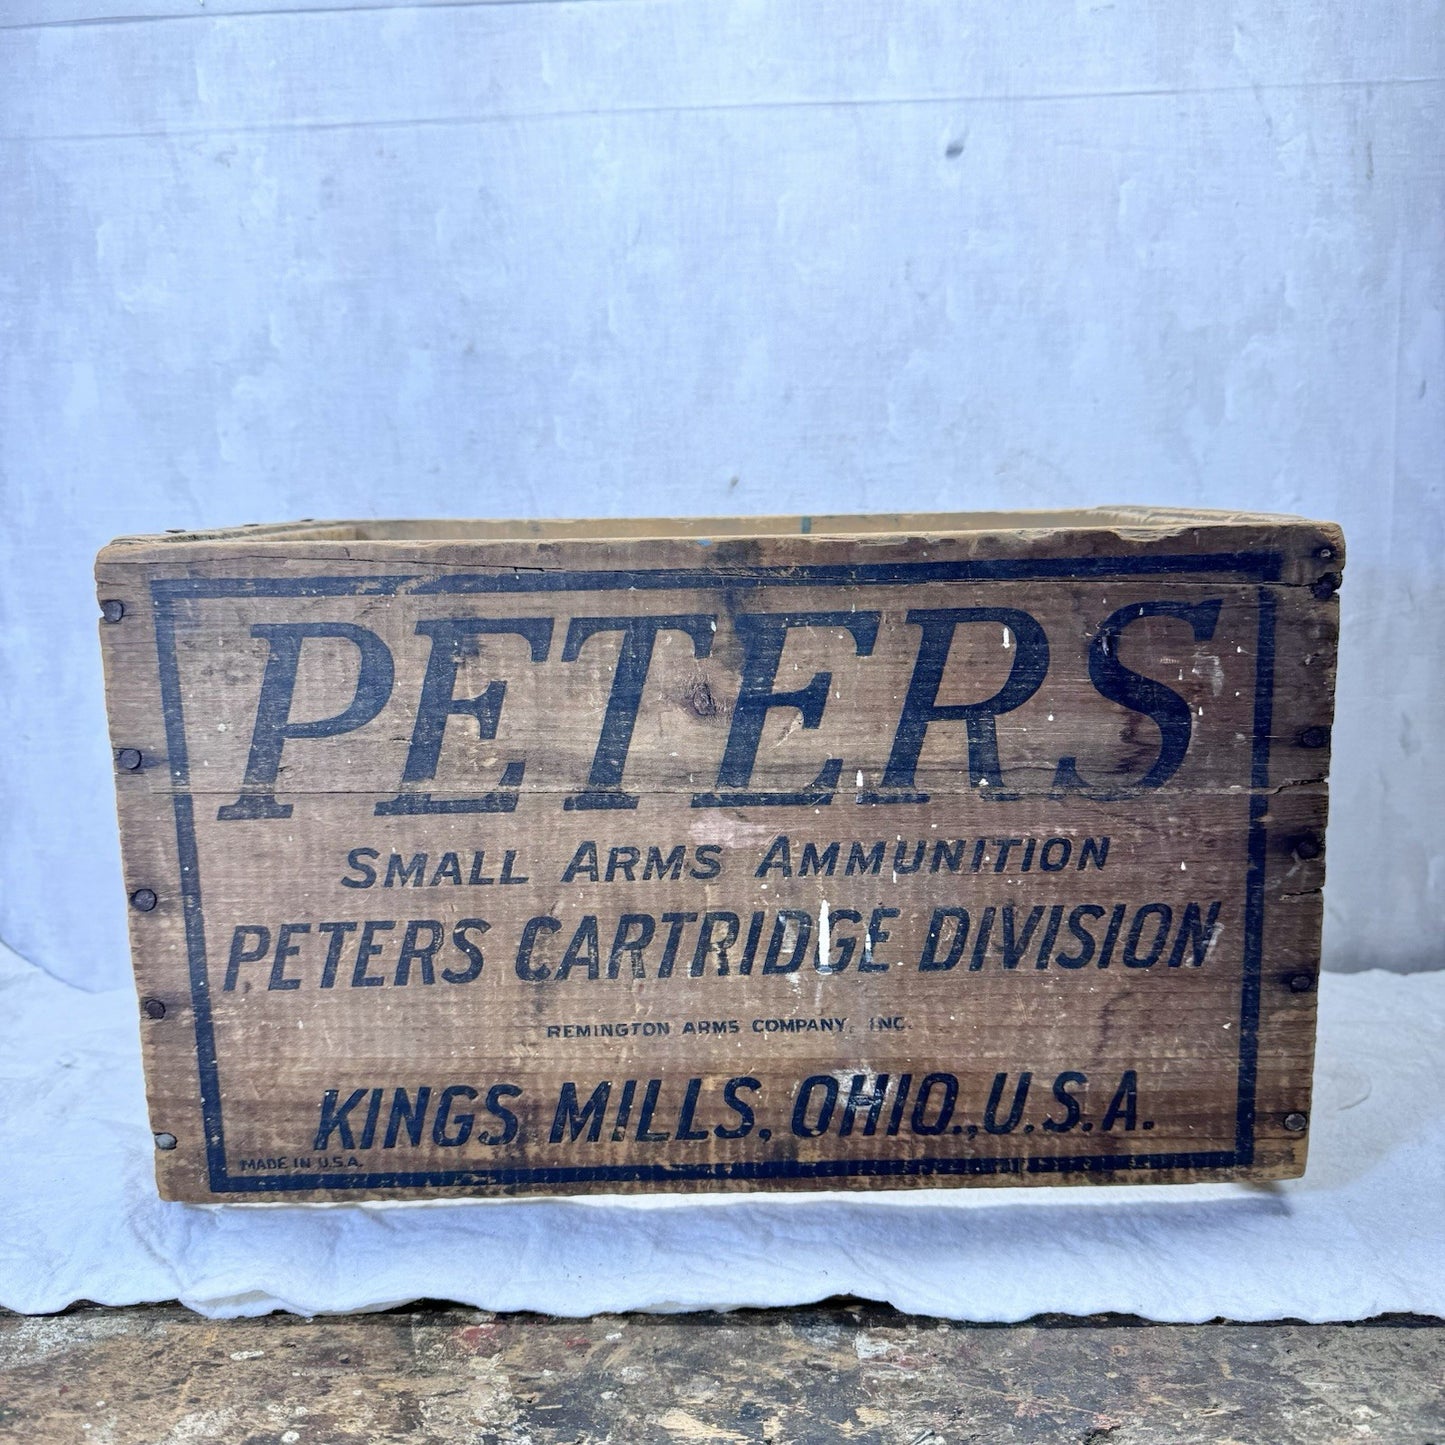 PETERS
SMALL ARMS AMMUNITION
PETERS CARTRIDGE DIVISION
REMINGTON ARMS COMPANY, INC.
KINGS MILLS, OHIO., U.S.A.
MADE IN U.S.A.